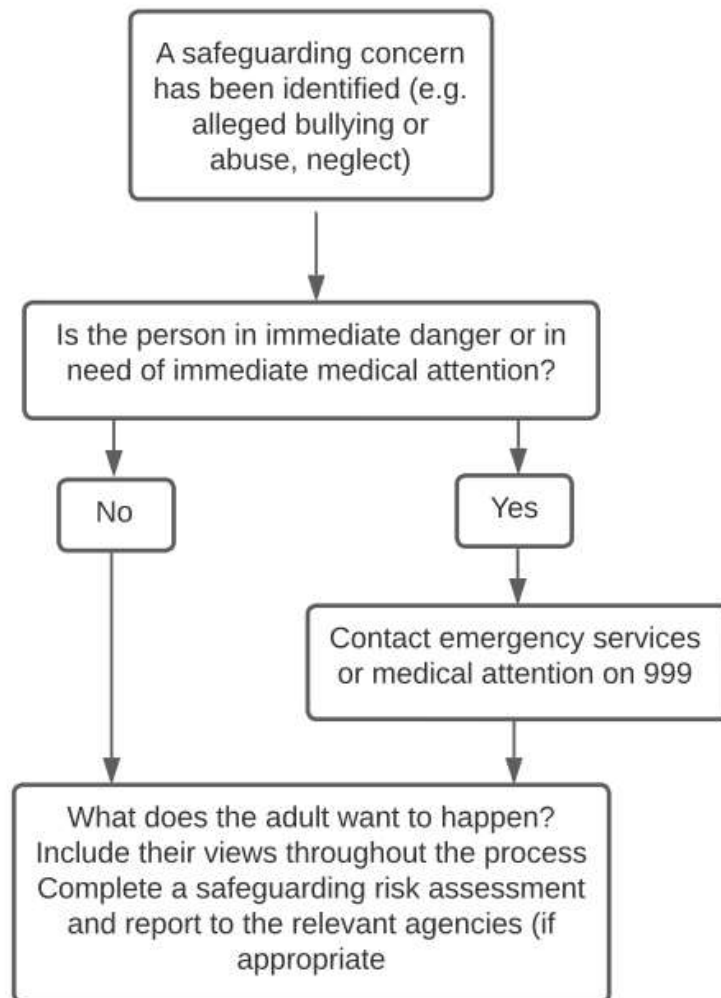 A safeguarding concern
has been identified (e.g.
alleged bullying or
abuse, neglect)
Is the person in immediate danger or in
need of immediate medical attention?
No
Yes
Contact emergency services
or medical attention on 999
What does the adult want to happen?
Include their views throughout the process
Complete a safeguarding risk assessment
and report to the relevant agencies (if
appropriate